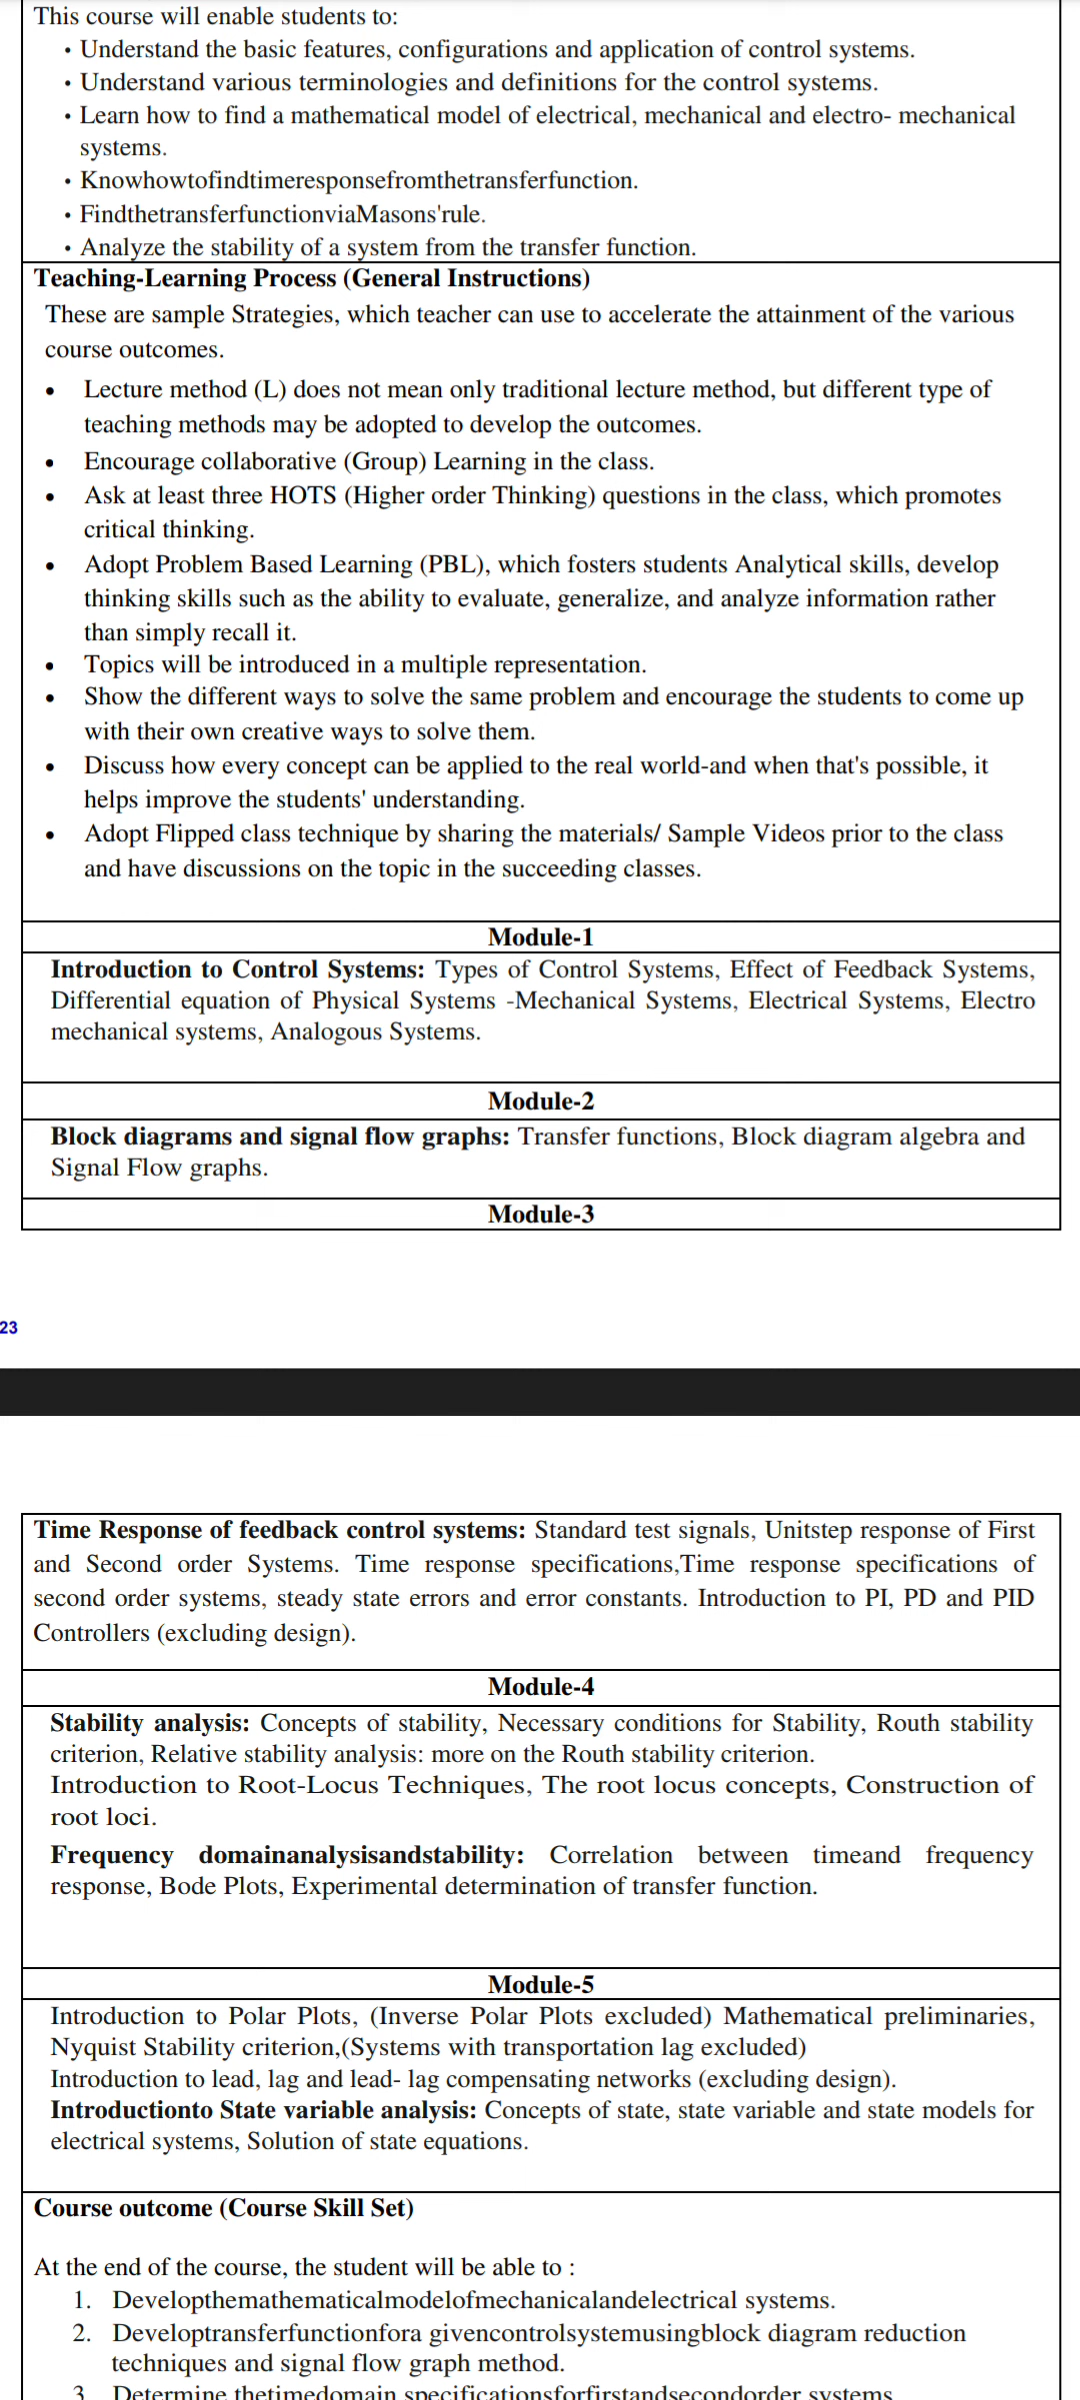 This course will enable students to:
• Understand the basic features, configurations and application of control systems.
• Understand various terminologies and definitions for the control systems.
• Learn how to find a mathematical model of electrical, mechanical and electro- mechanical
systems.
• Knowhowtofindtimeresponsefromthetransferfunction.
• FindthetransferfunctionviaMasons'rule.
• Analyze the stability of a system from the transfer function.
Teaching-Learning Process (General Instructions)
These are sample Strategies, which teacher can use to accelerate the attainment of the various
course outcomes.
• Lecture method (L) does not mean only traditional lecture method, but different type of
teaching methods may be adopted to develop the outcomes.
• Encourage collaborative (Group) Learning in the class.
• Ask at least three HOTS (Higher order Thinking) questions in the class, which promotes
critical thinking.
• Adopt Problem Based Learning (PBL), which fosters students Analytical skills, develop
thinking skills such as the ability to evaluate, generalize, and analyze information rather
than simply recall it.
• Topics will be introduced in a multiple representation.
• Show the different ways to solve the same problem and encourage the students to come up
with their own creative ways to solve them.
• Discuss how every concept can be applied to the real world-and when that's possible, it
helps improve the students' understanding.
• Adopt Flipped class technique by sharing the materials/ Sample Videos prior to the class
and have discussions on the topic in the succeeding classes.
Module-1
Introduction to Control Systems: Types of Control Systems, Effect of Feedback Systems,
Differential equation of Physical Systems -Mechanical Systems, Electrical Systems, Electro
mechanical systems, Analogous Systems.
Module-2
Block diagrams and signal flow graphs: Transfer functions, Block diagram algebra and
Signal Flow graphs.
Module-3
23
Time Response of feedback control systems: Standard test signals, Unitstep response of First
and Second order Systems. Time response specifications,Time response specifications of
second order systems, steady state errors and error constants. Introduction to PI, PD and PID
Controllers (excluding design).
Module-4
Stability analysis: Concepts of stability, Necessary conditions for Stability, Routh stability
criterion, Relative stability analysis: more on the Routh stability criterion.
Introduction to Root-Locus Techniques, The root locus concepts, Construction of
root loci.
Frequency domainanalysisandstability: Correlation between timeand frequency
response, Bode Plots, Experimental determination of transfer function.
Module-5
Introduction to Polar Plots, (Inverse Polar Plots excluded) Mathematical preliminaries,
Nyquist Stability criterion,(Systems with transportation lag excluded)
Introduction to lead, lag and lead- lag compensating networks (excluding design).
Introductionto State variable analysis: Concepts of state, state variable and state models for
electrical systems, Solution of state equations.
Course outcome (Course Skill Set)
At the end of the course, the student will be able to :
1. Developthemathematicalmodelofmechanicalandelectrical systems.
2. Developtransferfunctionfora givencontrolsystemusingblock diagram reduction
techniques and signal flow graph method.
3. Determine thetimedomain specificationsforfirstandsecondorder systems